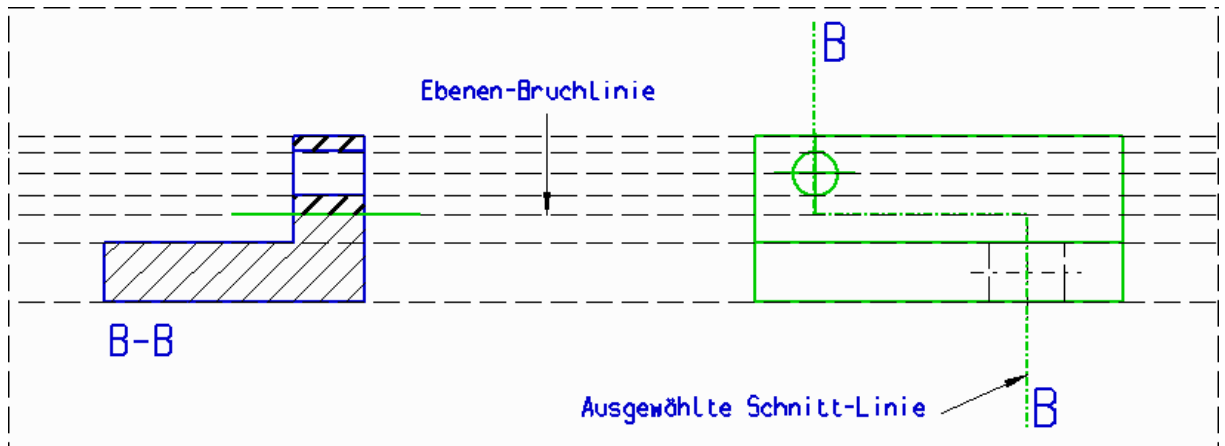 B
Ebenen-Bruchlinie
B-B
Ausgewählte Schnitt-Linie
B